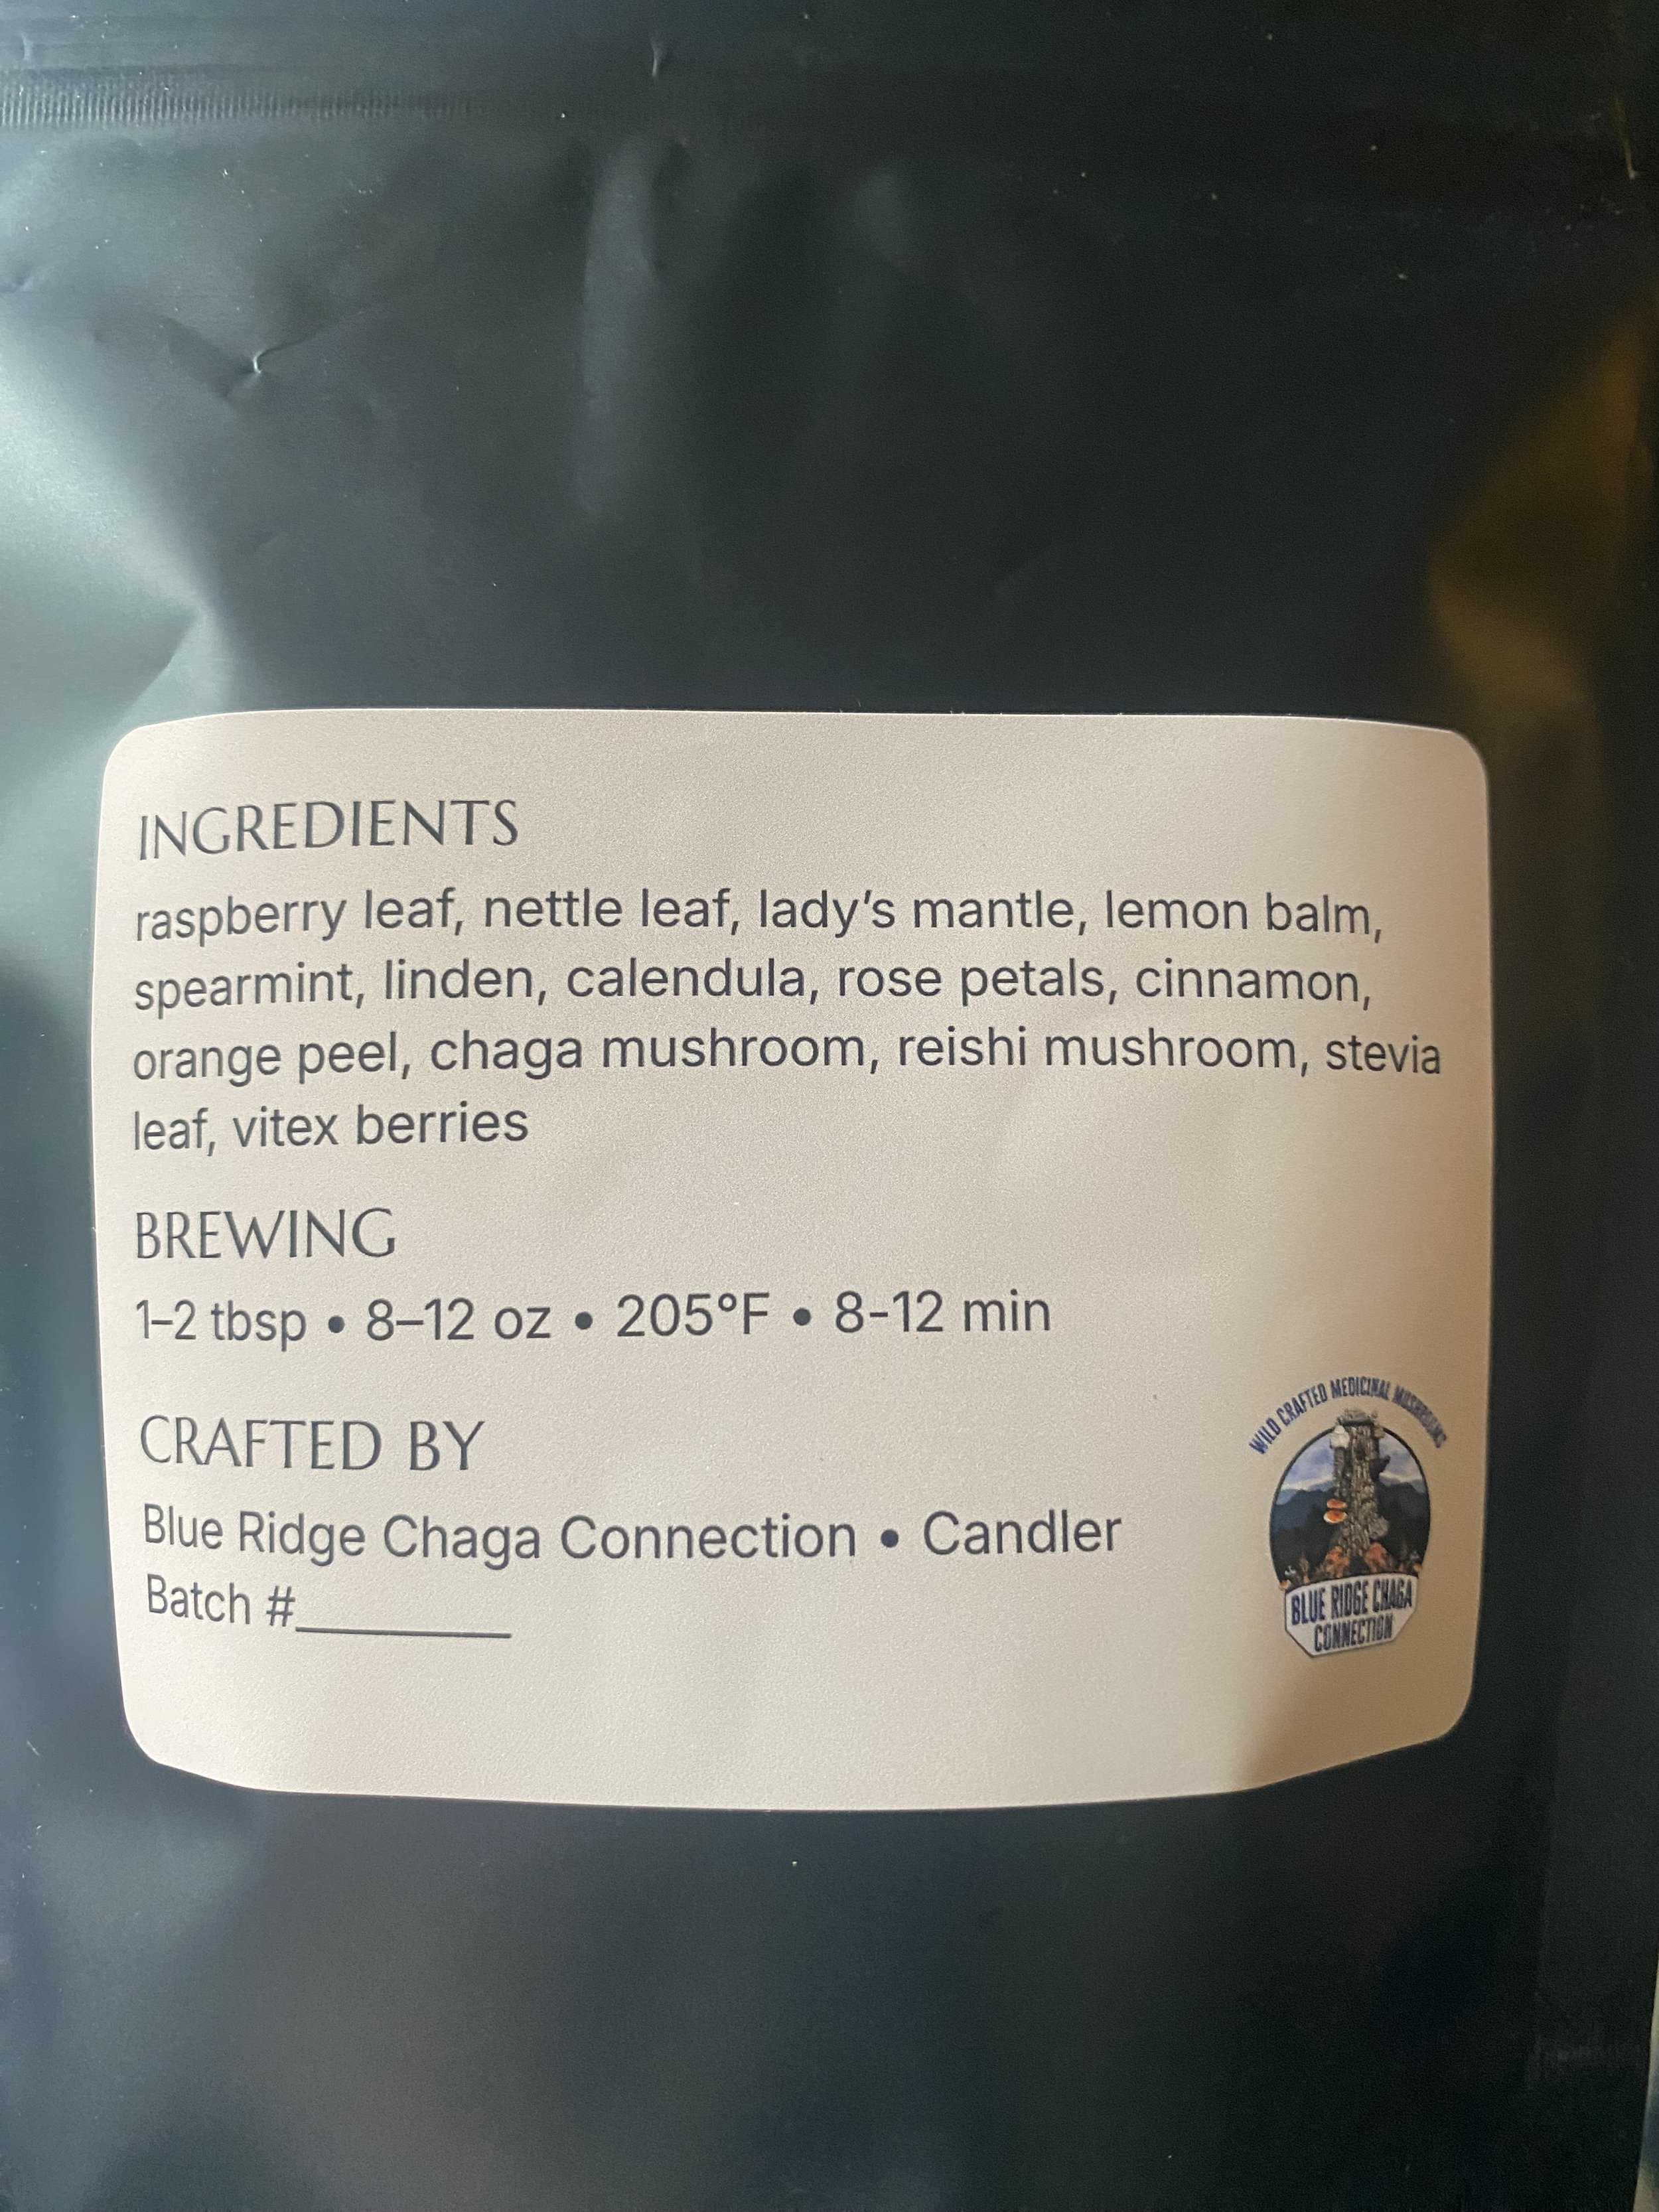 INGREDIENTS
raspberry leaf, nettle leaf, lady's mantle, lemon balm,
spearmint, linden, calendula, rose petals, cinnamon,
orange peel, chaga mushroom, reishi mushroom, stevia
leaf, vitex berries
BREWING
1–2 tbsp • 8–12 oz • 205°F • 8-12 min
CRAFTED BY
Blue Ridge Chaga Connection • Candler
Batch #________
WILD CRAFTED MEDICINAL MUSHROOMS
BLUE RIDGE CHAGA
CONNECTION